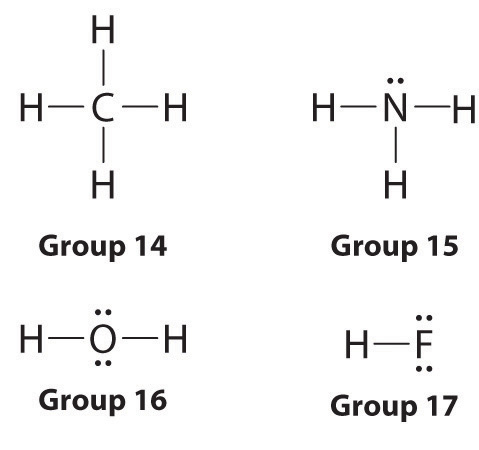 H
H—C—H
H
Group 14
H—N—H
H
Group 15
H—O—H
Group 16
H—F
Group 17